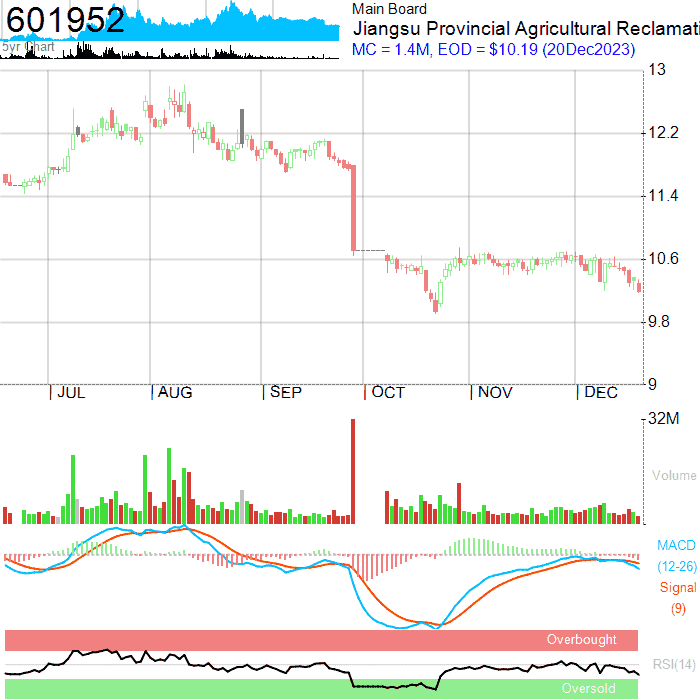 601952
5yr Chart
Main Board
Jiangsu Provincial Agricultural Reclamati
MC = 1.4M, EOD = $10.19 (20Dec2023)
13
12.2
11.4
10.6
9.8
9
JUL AUG SEP OCT NOV DEC
32M
Volume
MACD
(12-26)
Signal
(9)
Overbought
RSI(14)
Oversold